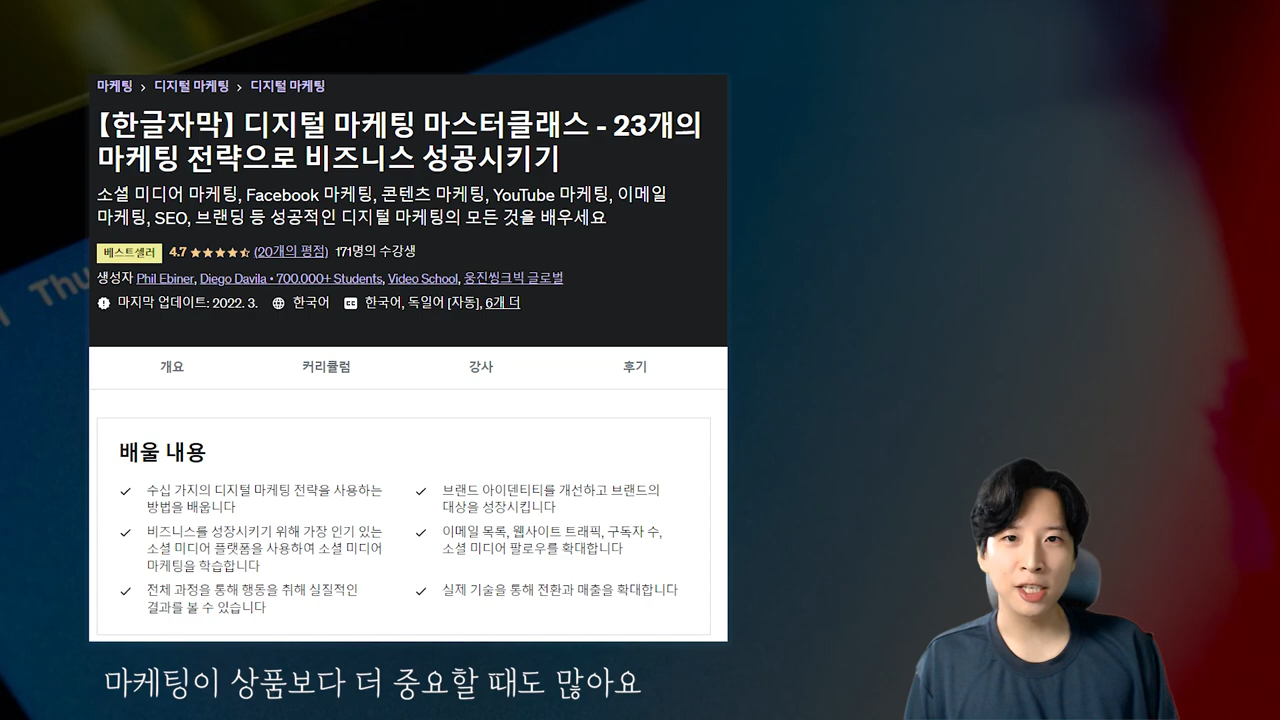 마케팅 > 디지털 마케팅 > 디지털 마케팅
【한글자막】 디지털 마케팅 마스터클래스 - 23개의
마케팅 전략으로 비즈니스 성공시키기
소셜 미디어 마케팅, Facebook 마케팅, 콘텐츠 마케팅, YouTube 마케팅, 이메일
마케팅, SEO, 브랜딩 등 성공적인 디지털 마케팅의 모든 것을 배우세요
베스트셀러 4.7 (20개의 평점) 171명의 수강생
생성자 Phil Ebiner, Diego Davila • 700.000+ Students, Video School, 웅진씽크빅 글로벌
마지막 업데이트: 2022. 3. 한국어 CC 한국어, 독일어 [자동], 6개 더
Thu
개요 커리큘럼 강사 후기
배울 내용
수십 가지의 디지털 마케팅 전략을 사용하는
방법을 배웁니다
브랜드 아이덴티티를 개선하고 브랜드의
대상을 성장시킵니다
비즈니스를 성장시키기 위해 가장 인기 있는
소셜 미디어 플랫폼을 사용하여 소셜 미디어
마케팅을 학습합니다
이메일 목록, 웹사이트 트래픽, 구독자 수,
소셜 미디어 팔로우를 확대합니다
전체 과정을 통해 행동을 취해 실질적인
결과를 볼 수 있습니다
실제 기술을 통해 전환과 매출을 확대합니다
마케팅이 상품보다 더 중요할 때도 많아요